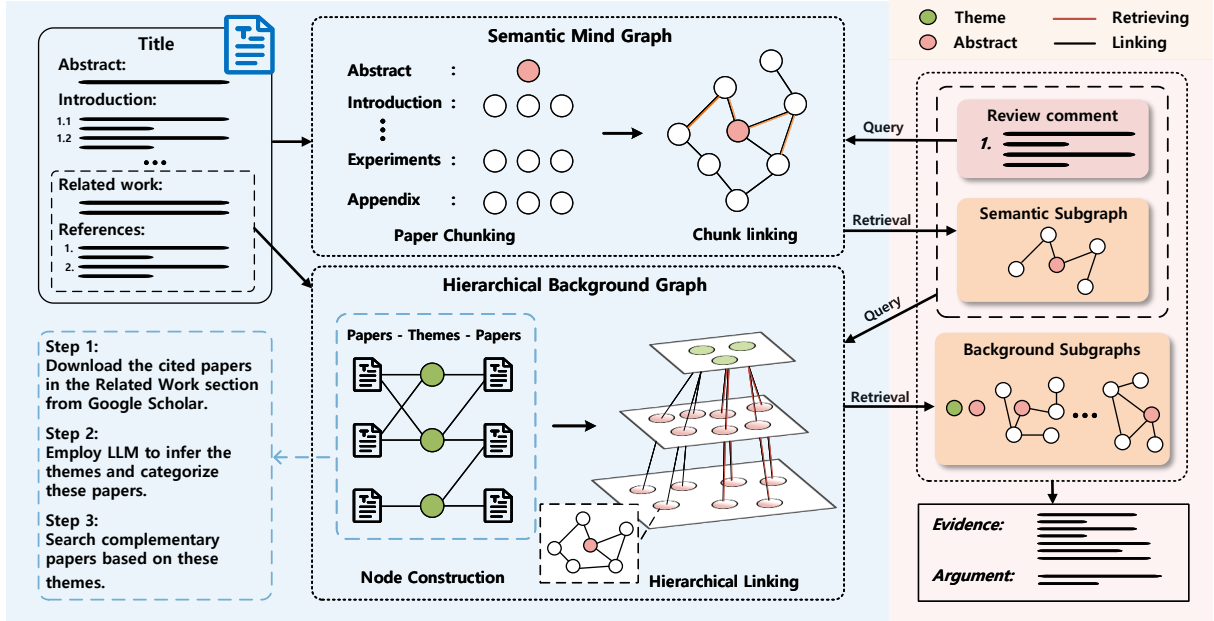 Title
Abstract:
Introduction:
1.1
1.2
...
Related work:
References:
1.
2.
Semantic Mind Graph
Abstract :
Introduction :
Experiments :
Appendix :
Paper Chunking
Chunk linking
Theme
Abstract
Retrieving
Linking
Query
Retrieval
Review comment
1.
Semantic Subgraph
Hierarchical Background Graph
Papers - Themes - Papers
Node Construction
Hierarchical Linking
Step 1:
Download the cited papers
in the Related Work section
from Google Scholar.
Step 2:
Employ LLM to infer the
themes and categorize
these papers.
Step 3:
Search complementary
papers based on these
themes.
Query
Retrieval
Background Subgraphs
...
Evidence:
Argument: